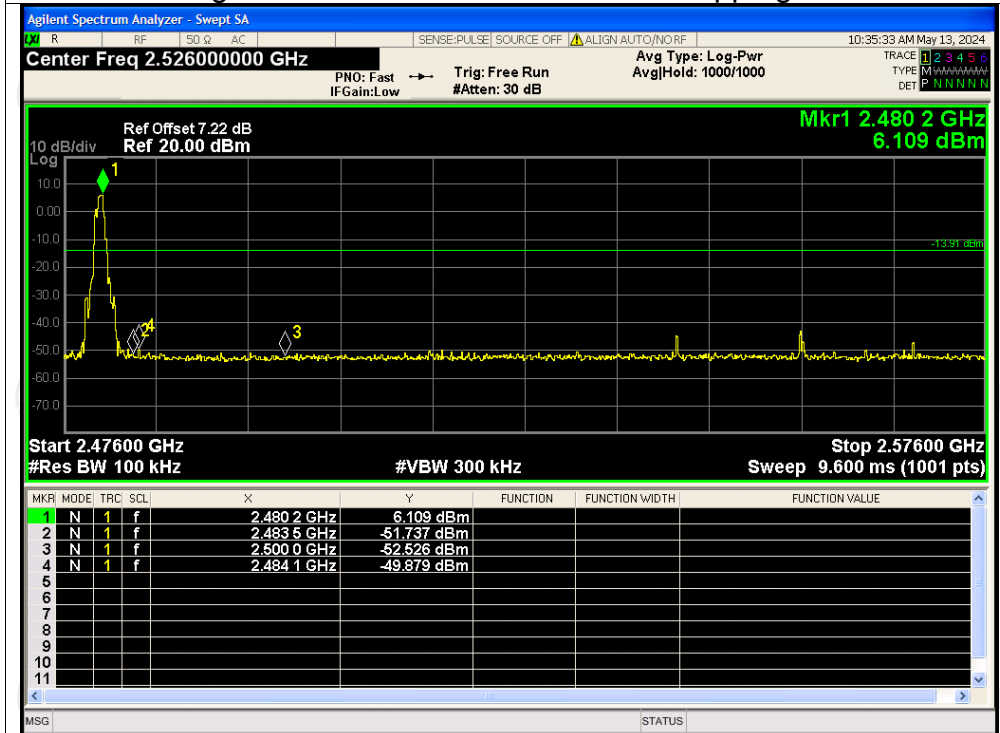 Agilent Spectrum Analyzer - Swept SA
LXI R RF 50 Ω AC SENSE:PULSE SOURCE OFF ALIGN AUTO/NO RF 10:35:33 AM May 13, 2024
Center Freq 2.526000000 GHz
PNO: Fast
IFGain:Low
Trig: Free Run
#Atten: 30 dB
Avg Type: Log-Pwr
Avg|Hold: 1000/1000
TRACE 1 2 3 4 5 6
TYPE M
DET P N N N N N
Mkr1 2.480 2 GHz
6.109 dBm
Ref Offset 7.22 dB
10 dB/div Ref 20.00 dBm
Log
1
10.0
0.00
-10.0
-13.91 dBm
-20.0
-30.0
-40.0
2 4 3
-50.0
-60.0
-70.0
Start 2.47600 GHz Stop 2.57600 GHz
#Res BW 100 kHz #VBW 300 kHz Sweep 9.600 ms (1001 pts)
MKR MODE TRC SCL X Y FUNCTION FUNCTION WIDTH FUNCTION VALUE
1 N 1 f 2.480 2 GHz 6.109 dBm
2 N 1 f 2.483 5 GHz -51.737 dBm
3 N 1 f 2.500 0 GHz -52.526 dBm
4 N 1 f 2.484 1 GHz -49.879 dBm
5
6
7
8
9
10
11
MSG STATUS